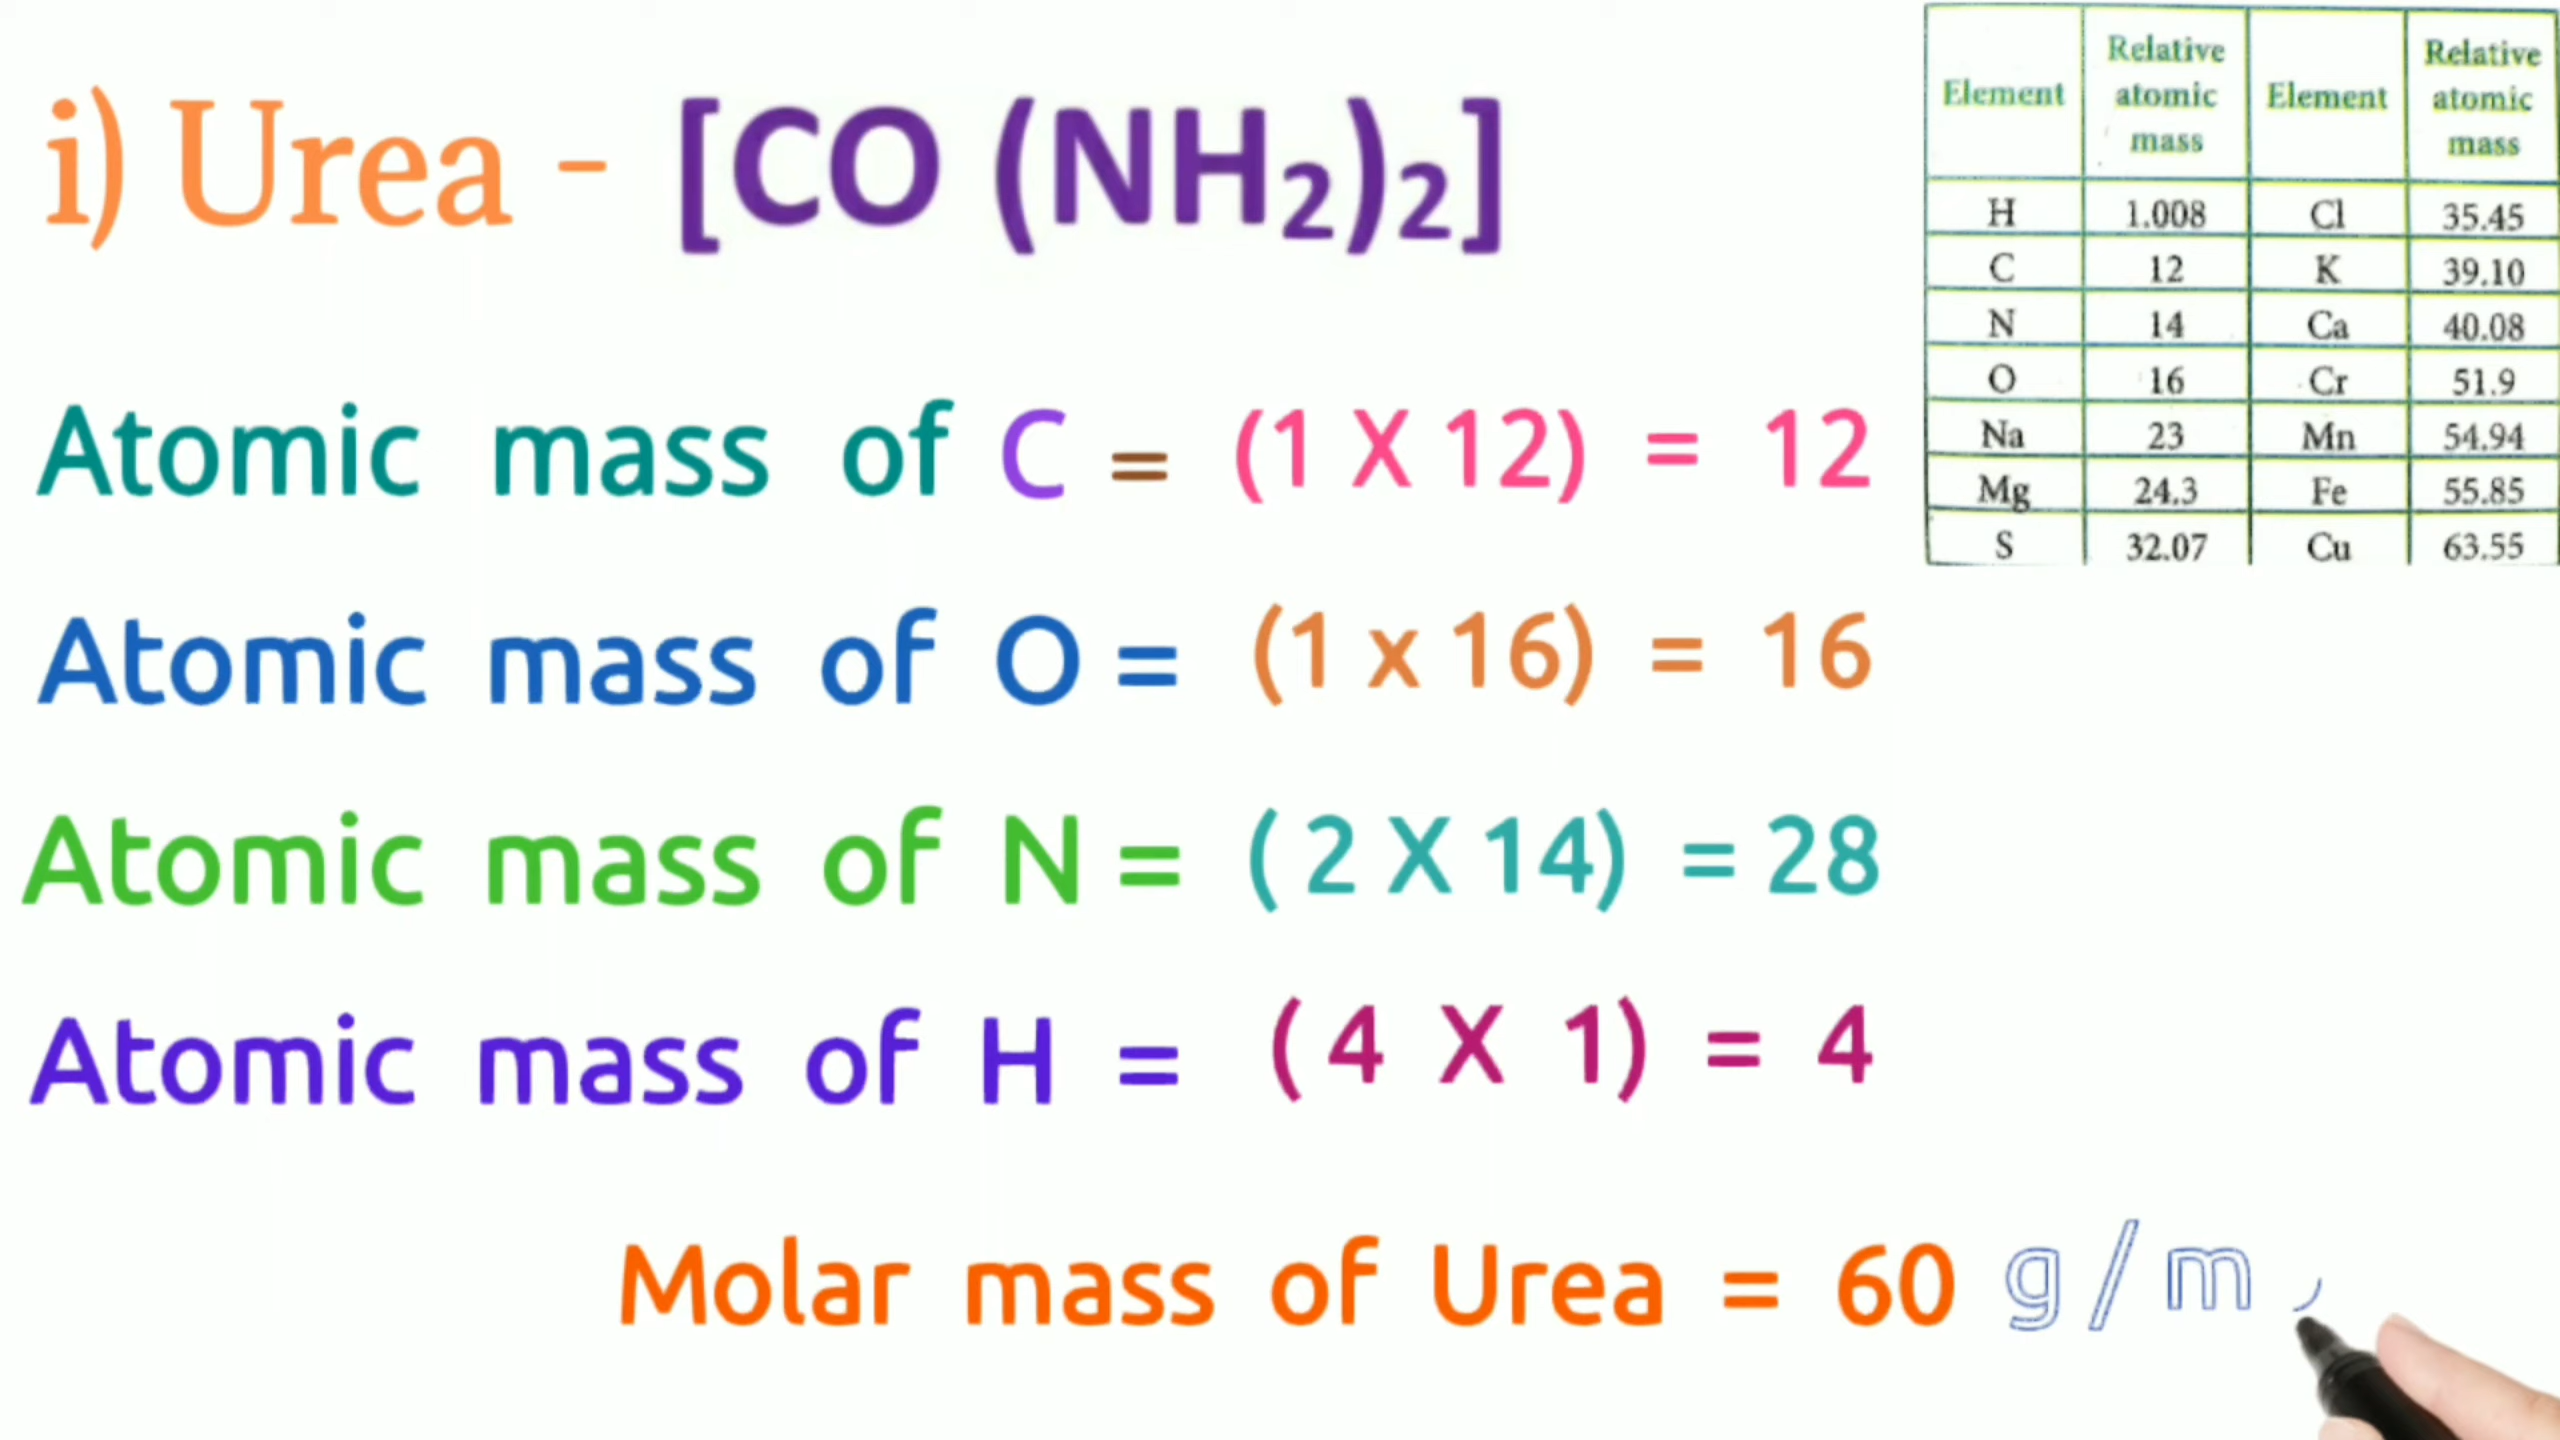 i) Urea - [CO (NH₂)₂]
Atomic mass of C = (1 X 12) = 12
Atomic mass of O = (1 x 16) = 16
Atomic mass of N = ( 2 X 14) = 28
Atomic mass of H = ( 4 X 1) = 4
Molar mass of Urea = 60 g / m
Element Relative atomic mass Element Relative atomic mass
H 1.008 Cl 35.45
C 12 K 39.10
N 14 Ca 40.08
O 16 Cr 51.9
Na 23 Mn 54.94
Mg 24.3 Fe 55.85
S 32.07 Cu 63.55